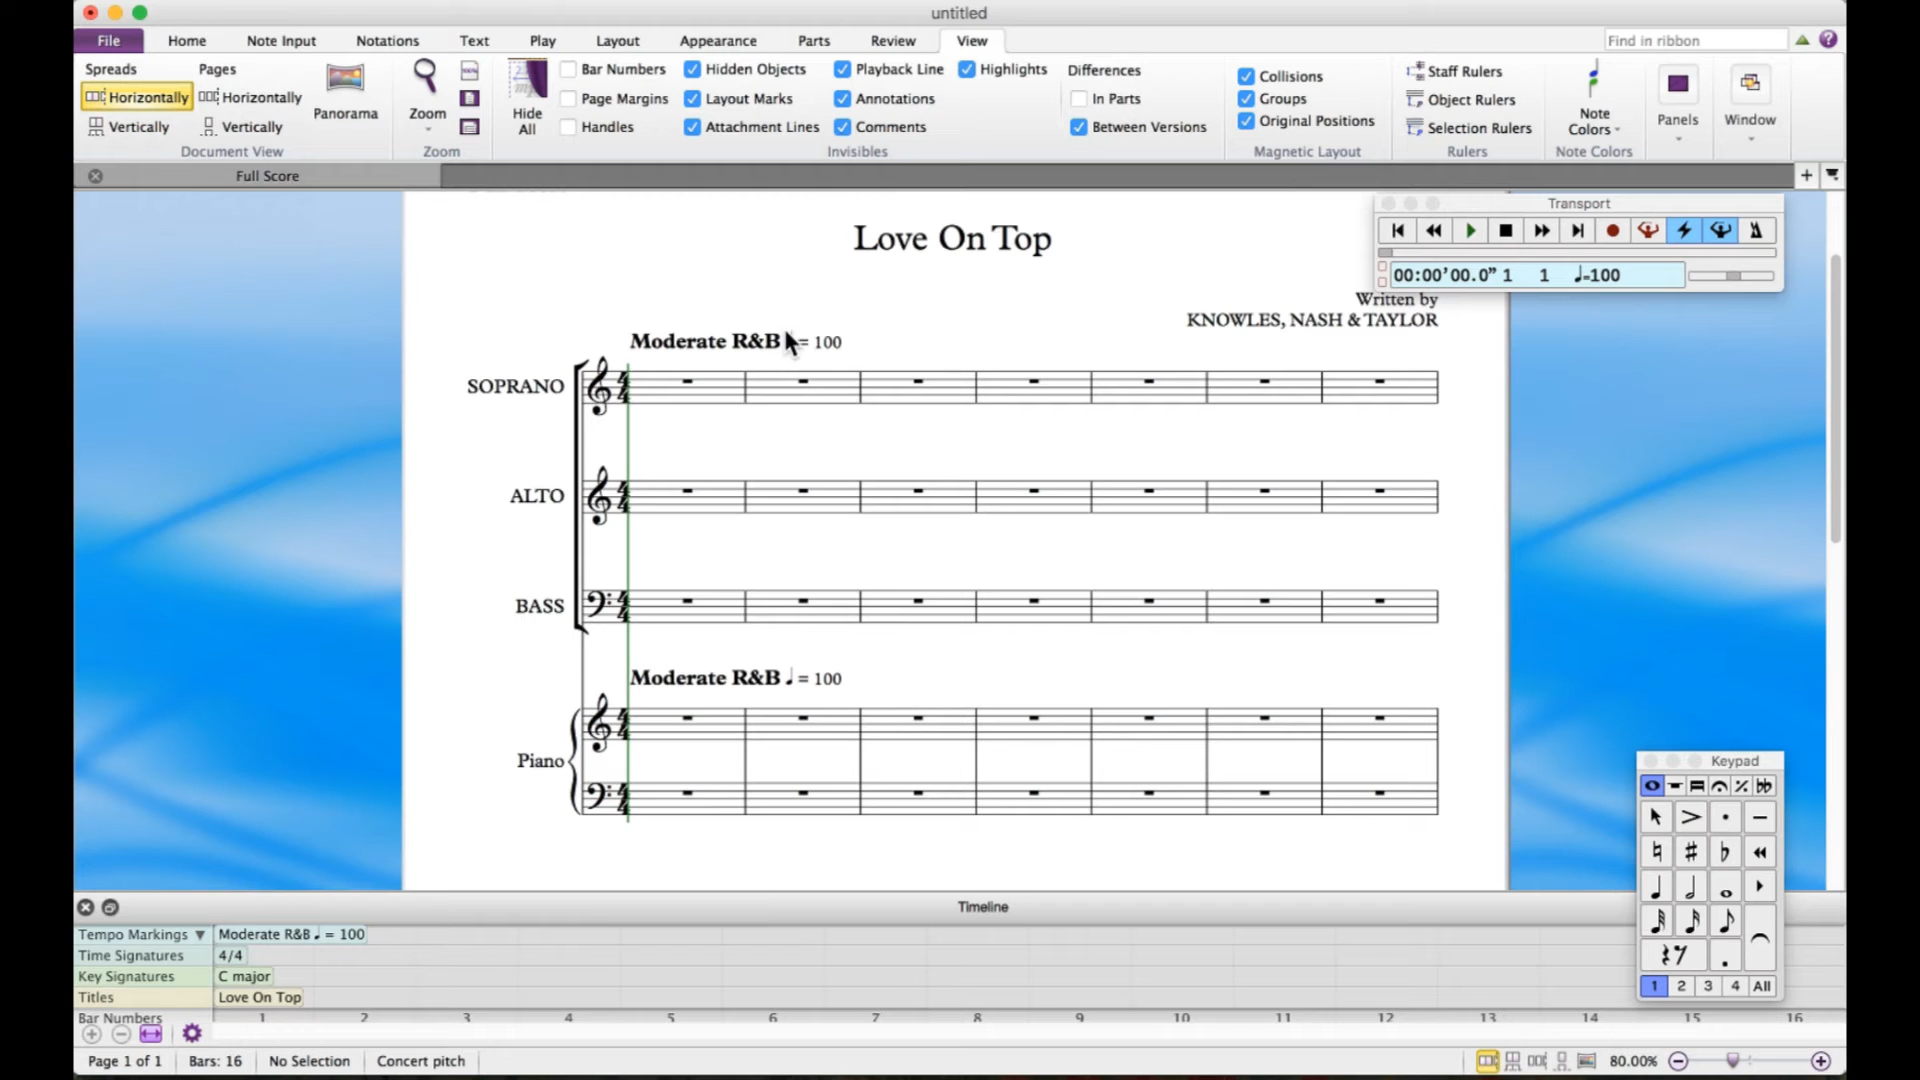 untitled
File Home Note Input Notations Text Play Layout Appearance Parts Review View Find in ribbon
Spreads Pages
Horizontally Horizontally
Vertically Vertically
Panorama
Document View
Zoom
Zoom
Hide All
Bar Numbers Hidden Objects Playback Line Highlights
Page Margins Layout Marks Annotations
Handles Attachment Lines Comments
Invisibles
Differences
In Parts
Between Versions
Collisions
Groups
Original Positions
Magnetic Layout
Staff Rulers
Object Rulers
Selection Rulers
Rulers
Note Colors
Note Colors
Panels
Window
Full Score
Transport
00:00’00.0” 1 1 ♩=100
Love On Top
Written by
KNOWLES, NASH & TAYLOR
Moderate R&B = 100
SOPRANO
ALTO
BASS
Moderate R&B ♩ = 100
Piano
Keypad
1 2 3 4 All
Timeline
Tempo Markings Moderate R&B ♩ = 100
Time Signatures 4/4
Key Signatures C major
Titles Love On Top
Bar Numbers 1 2 3 4 5 6 7 8 9 10 11 12 13 14 15 16
Page 1 of 1 Bars: 16 No Selection Concert pitch 80.00%